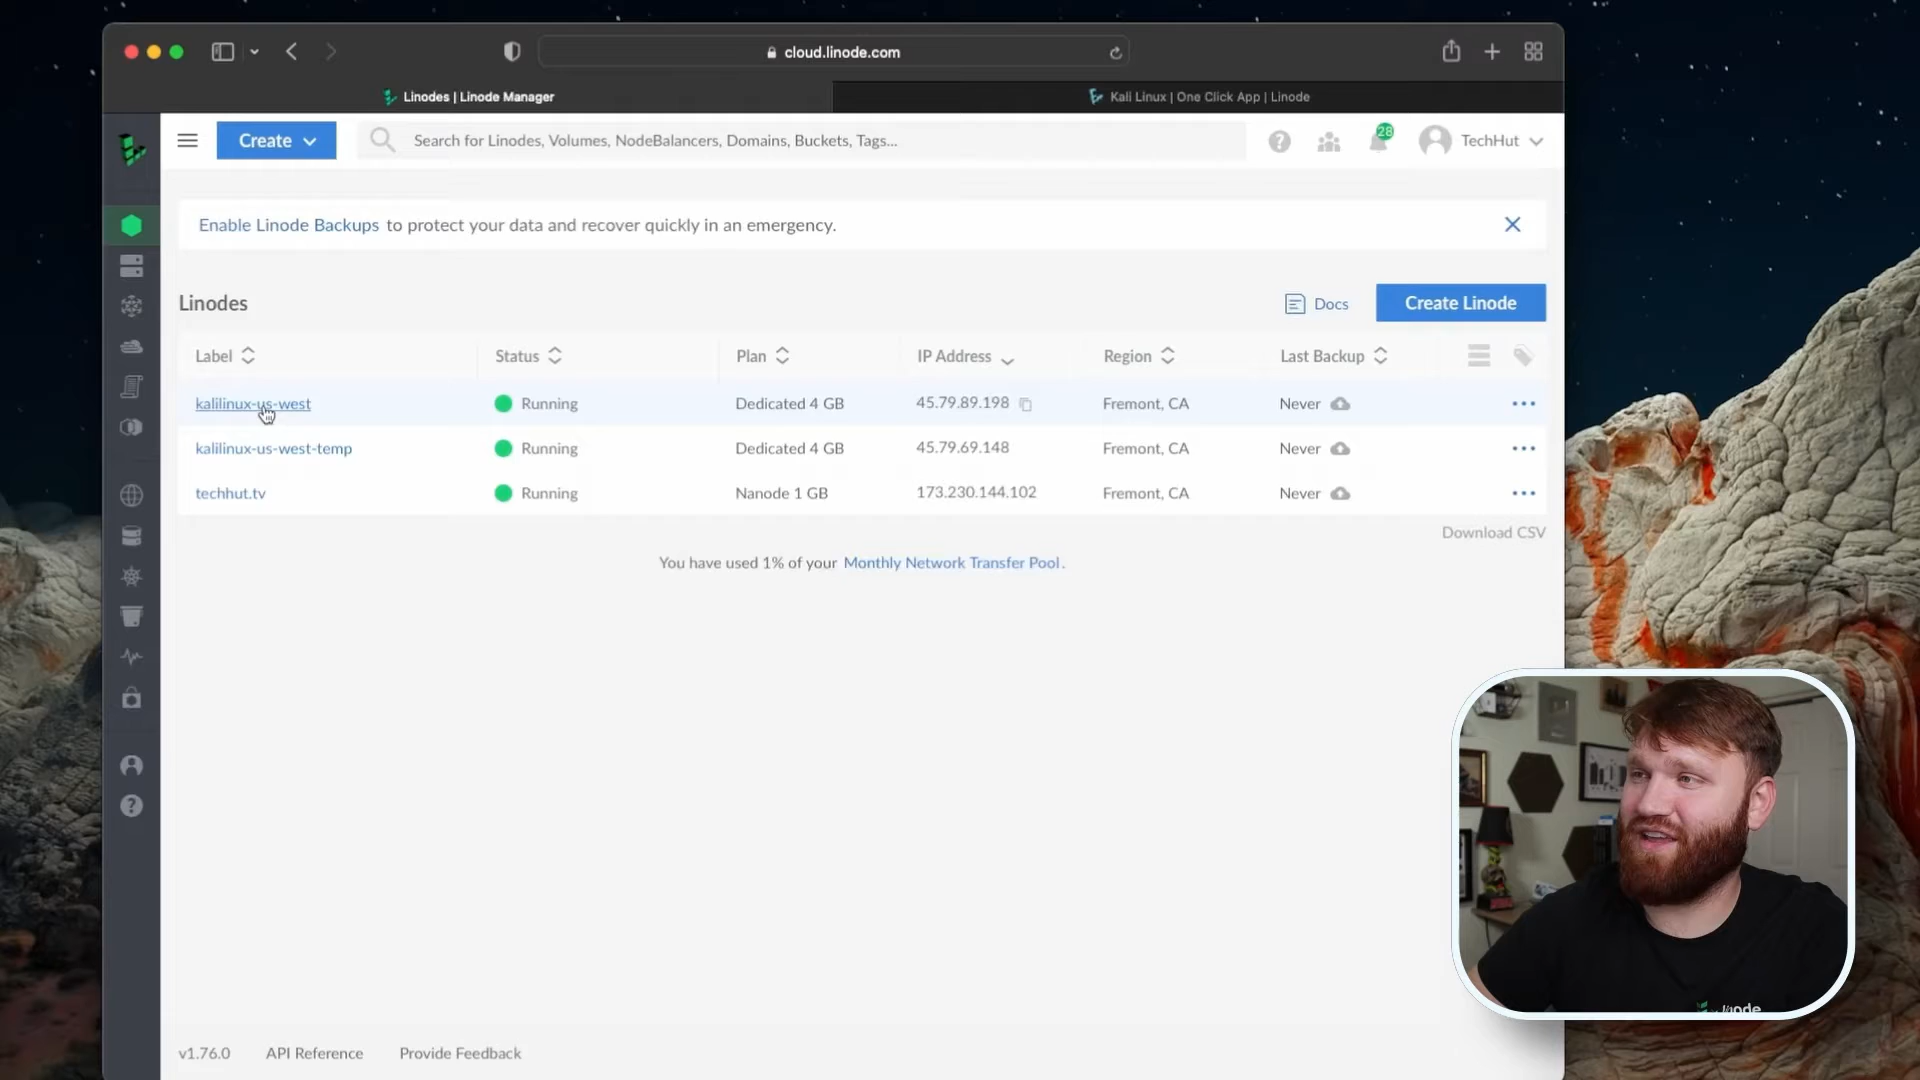 cloud.linode.com
Linodes | Linode Manager
Kali Linux | One Click App | Linode
Create
Search for Linodes, Volumes, NodeBalancers, Domains, Buckets, Tags...
28
TechHut
Enable Linode Backups to protect your data and recover quickly in an emergency.
Linodes
Docs
Create Linode
Label Status Plan IP Address Region Last Backup
kalilinux-us-west Running Dedicated 4 GB 45.79.89.198 Fremont, CA Never
kalilinux-us-west-temp Running Dedicated 4 GB 45.79.69.148 Fremont, CA Never
techhut.tv Running Nanode 1 GB 173.230.144.102 Fremont, CA Never
Download CSV
You have used 1% of your Monthly Network Transfer Pool.
linode
v1.76.0 API Reference Provide Feedback